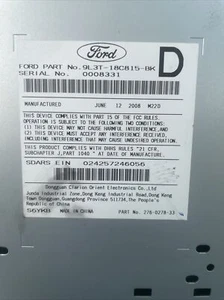 Ford
D
FORD PART No. 9L3T-18C815-BK
SERIAL No. 0008331
MANUFACTURED JUNE 12 2008 M22D
THIS DEVICE COMPLIES WITH PART 15 OF THE FCC RULES.
OPERATION IS SUBJECT TO THE FOLLOWING TWO CONDITIONS:
(1) THIS DEVICE MAY NOT CAUSE HARMFUL
INTERFERENCE, AND
(2) THIS DEVICE MUST ACCEPT ANY INTERFERENCE
RECEIVED, INCLUDING INTERFERENCE THAT MAY CAUSE
UNDESIRED OPERATION.
THIS DEVICE COMPLIES WITH DHHS RULES "21 CFR,
SUBCHAPTER J, PART 1040 " AT DATE OF MANUFACTURE.
SDARS EIN 024257246056
Dongguan Clarion Orient Electronics Co.,Ltd
Junda Industrial Zone, Dong Keng Industrial Road, Dong Keng
Town Dongguan, Guangdong Province 511734, The People's
Republic of China
S6YKB MADE IN CHINA PART No. 276-0278-33